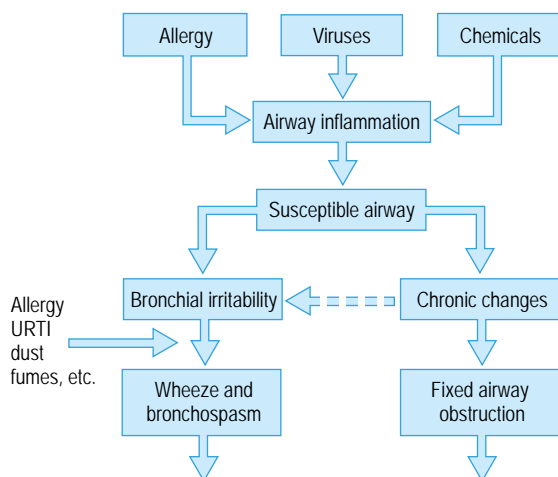 Allergy
Viruses
Chemicals
Airway inflammation
Susceptible airway
Bronchial irritability
Chronic changes
Allergy
URTI
dust
fumes, etc.
Wheeze and
bronchospasm
Fixed airway
obstruction